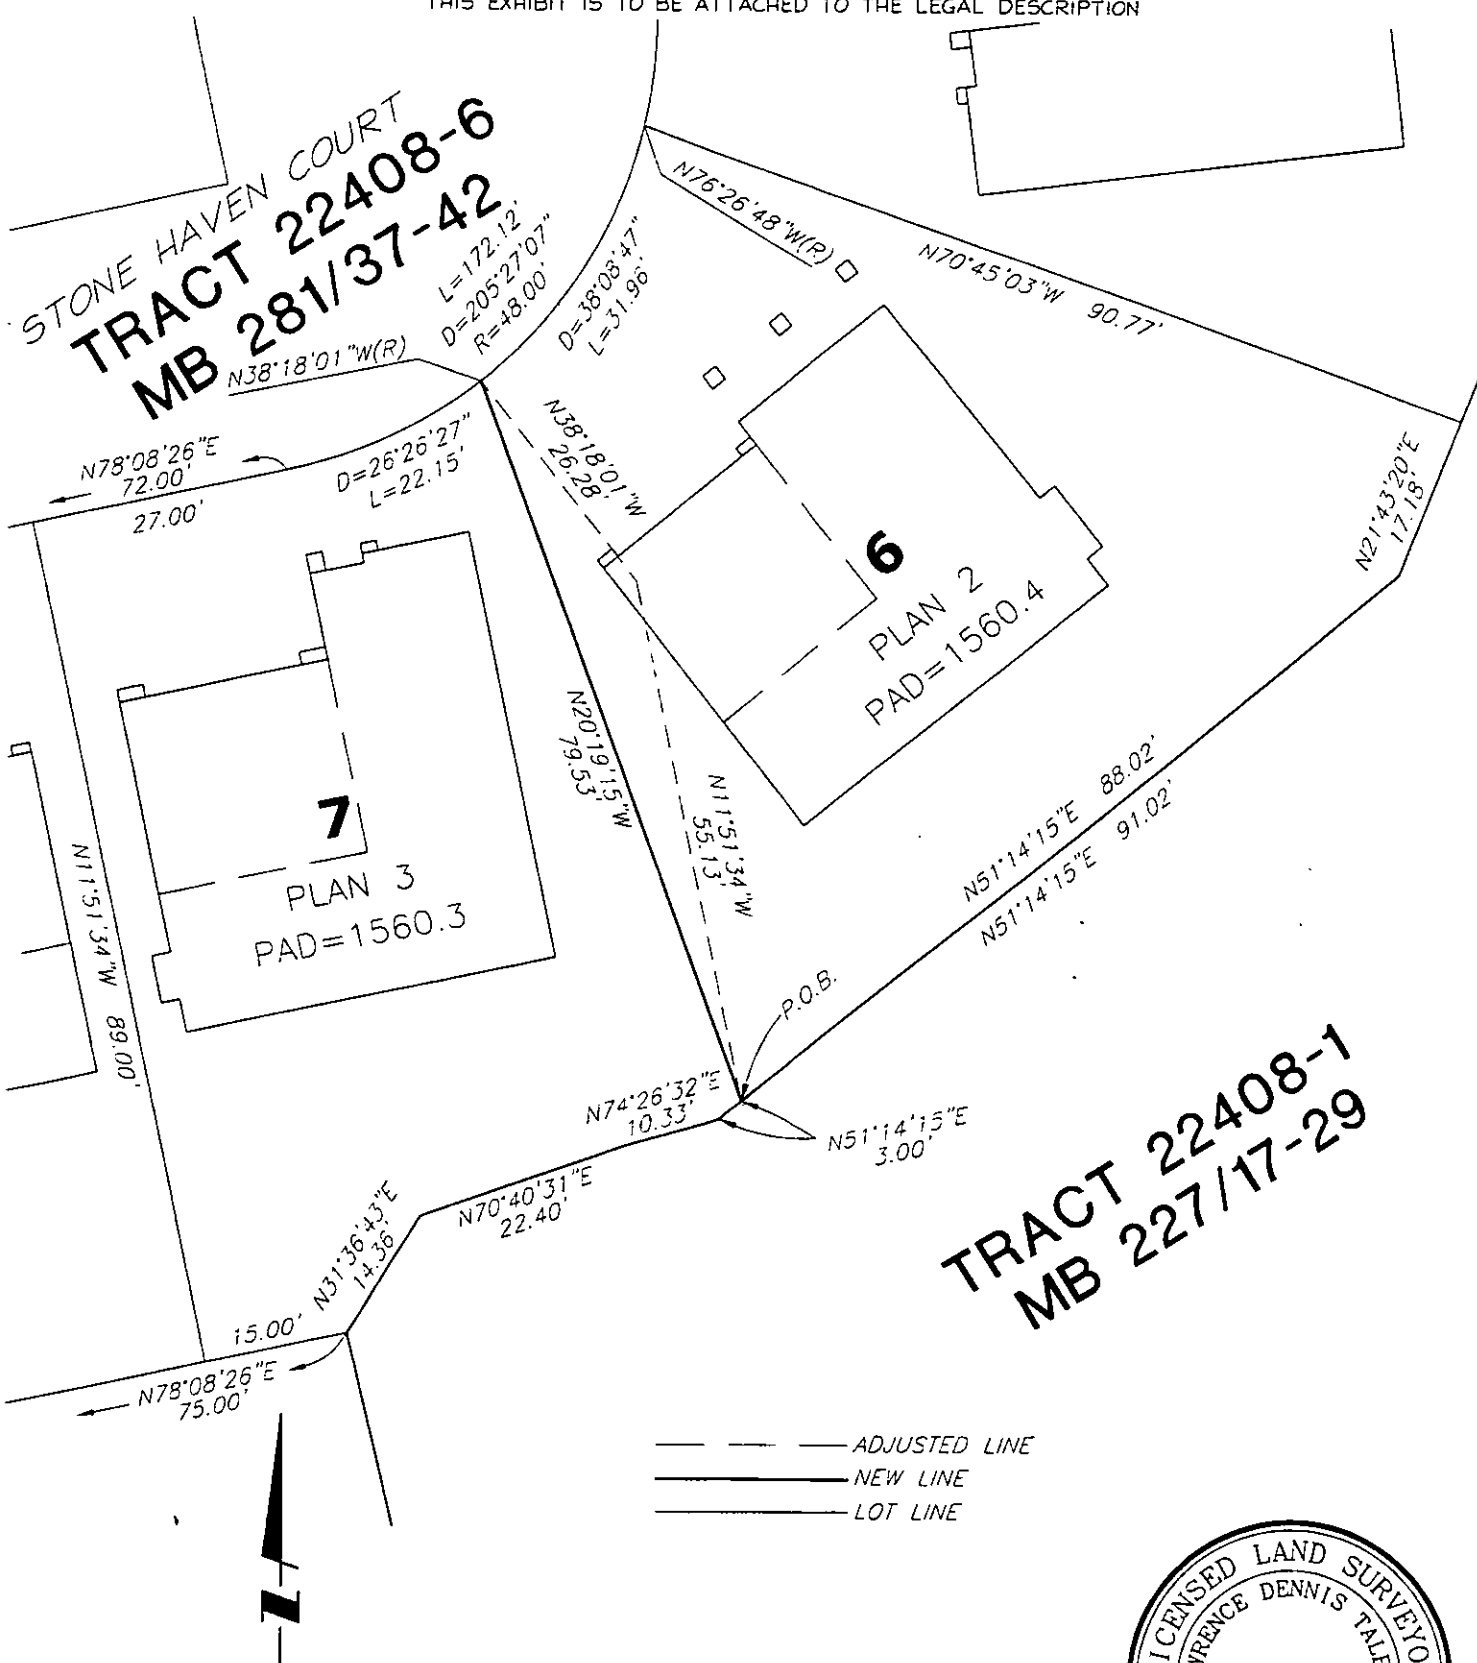 THIS EXHIBIT IS TO BE ATTACHED TO THE LEGAL DESCRIPTION
STONE HAVEN COURT
TRACT 22408-6
MB 281/37-42
L=172.12'
D=205°27'07"
R=48.00'
D=38°08'47"
L=31.96'
N76°26'48"W(R)
N70°45'03"W 90.77'
N38°18'01"W(R)
N78°08'26"E
72.00'
27.00'
D=26°26'27"
L=22.15'
N38°18'01"W
26.28'
N21°43'20"E
17.18'
6
PLAN 2
PAD=1560.4
N20°19'15"W
79.53'
N11°51'34"W
55.13'
7
PLAN 3
PAD=1560.3
N11°51'34"W 89.00'
N51°14'15"E 88.02'
N51°14'15"E 91.02'
P.O.B.
N74°26'32"E
10.33'
N51°14'15"E
3.00'
N70°40'31"E
22.40'
N31°36'43"E
14.36'
15.00'
N78°08'26"E
75.00'
TRACT 22408-1
MB 227/17-29
ADJUSTED LINE
NEW LINE
LOT LINE
ICENSED LAND SURVEYO
WRENCE DENNIS TALE